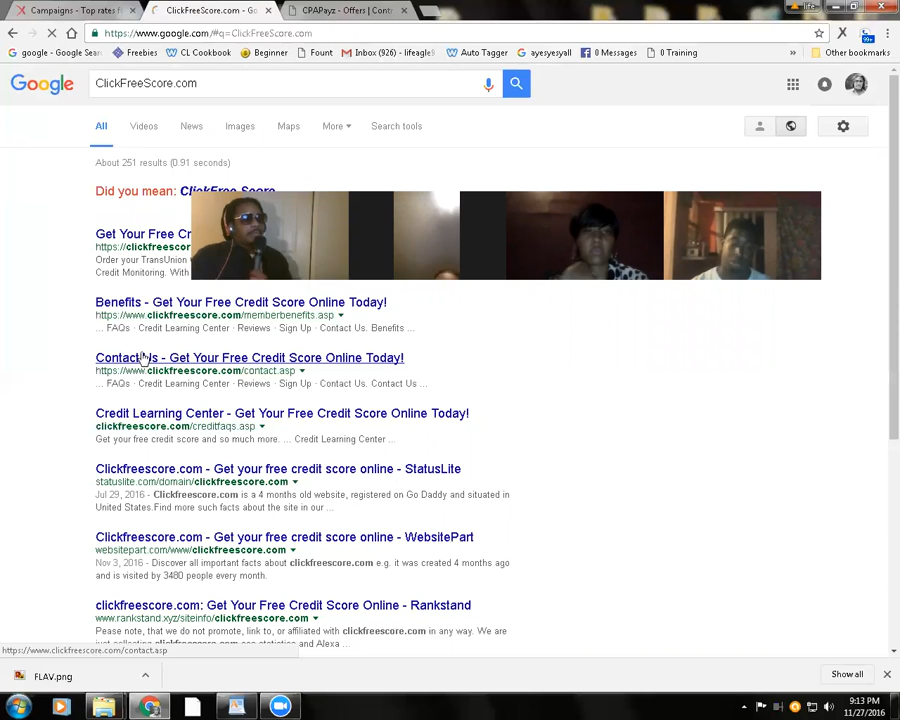 Campaigns - Top rates f
ClickFreeScore.com - Go
CPAPayz - Offers | Contr
life
https://www.google.com/#q=ClickFreeScore.com
google - Google Sear
Freebies
CL Cookbook
Beginner
Fount
Inbox (926) - lifeagle9
Auto Tagger
ayesyesyall
0 Messages
0 Training
»
Other bookmarks
99+
Google
ClickFreeScore.com
All
Videos
News
Images
Maps
More
Search tools
About 251 results (0.91 seconds)
Did you mean: ClickFree Score
Get Your Free Cr
https://clickfreescor
Order your TransUnion
Credit Monitoring. With
Benefits - Get Your Free Credit Score Online Today!
https://www.clickfreescore.com/memberbenefits.asp
... FAQs · Credit Learning Center · Reviews · Sign Up · Contact Us. Benefits ...
Contact Us - Get Your Free Credit Score Online Today!
https://www.clickfreescore.com/contact.asp
... FAQs · Credit Learning Center · Reviews · Sign Up · Contact Us. Contact Us ...
Credit Learning Center - Get Your Free Credit Score Online Today!
clickfreescore.com/creditfaqs.asp
Get your free credit score and so much more. ... Credit Learning Center ...
Clickfreescore.com - Get your free credit score online - StatusLite
statuslite.com/domain/clickfreescore.com
Jul 29, 2016 - Clickfreescore.com is a 4 months old website, registered on Go Daddy and situated in
United States.Find more such facts about the site in our ...
Clickfreescore.com - Get your free credit score online - WebsitePart
websitepart.com/www/clickfreescore.com
Nov 3, 2016 - Discover all important facts about clickfreescore.com e.g. it was created 4 months ago
and is visited by 3480 people every month.
clickfreescore.com: Get Your Free Credit Score Online - Rankstand
www.rankstand.xyz/siteinfo/clickfreescore.com
Pease note, that we do not promote, link to, or affiliated with clickfreescore.com in any way. We are
https://www.clickfreescore.com/contact.asp
FLAV.png
Show all
9:13 PM
11/27/2016